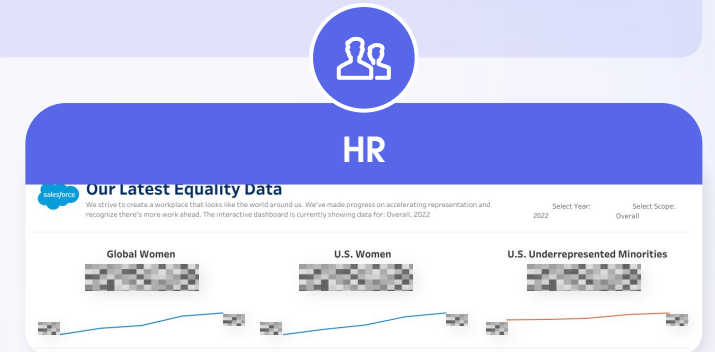 HR
salesforce
Our Latest Equality Data
We strive to create a workplace that looks like the world around us. We've made progress on accelerating representation and
recognize there's more work ahead. The interactive dashboard is currently showing data for: Overall, 2022
Select Year:
2022
Select Scope:
Overall
Global Women
U.S. Women
U.S. Underrepresented Minorities